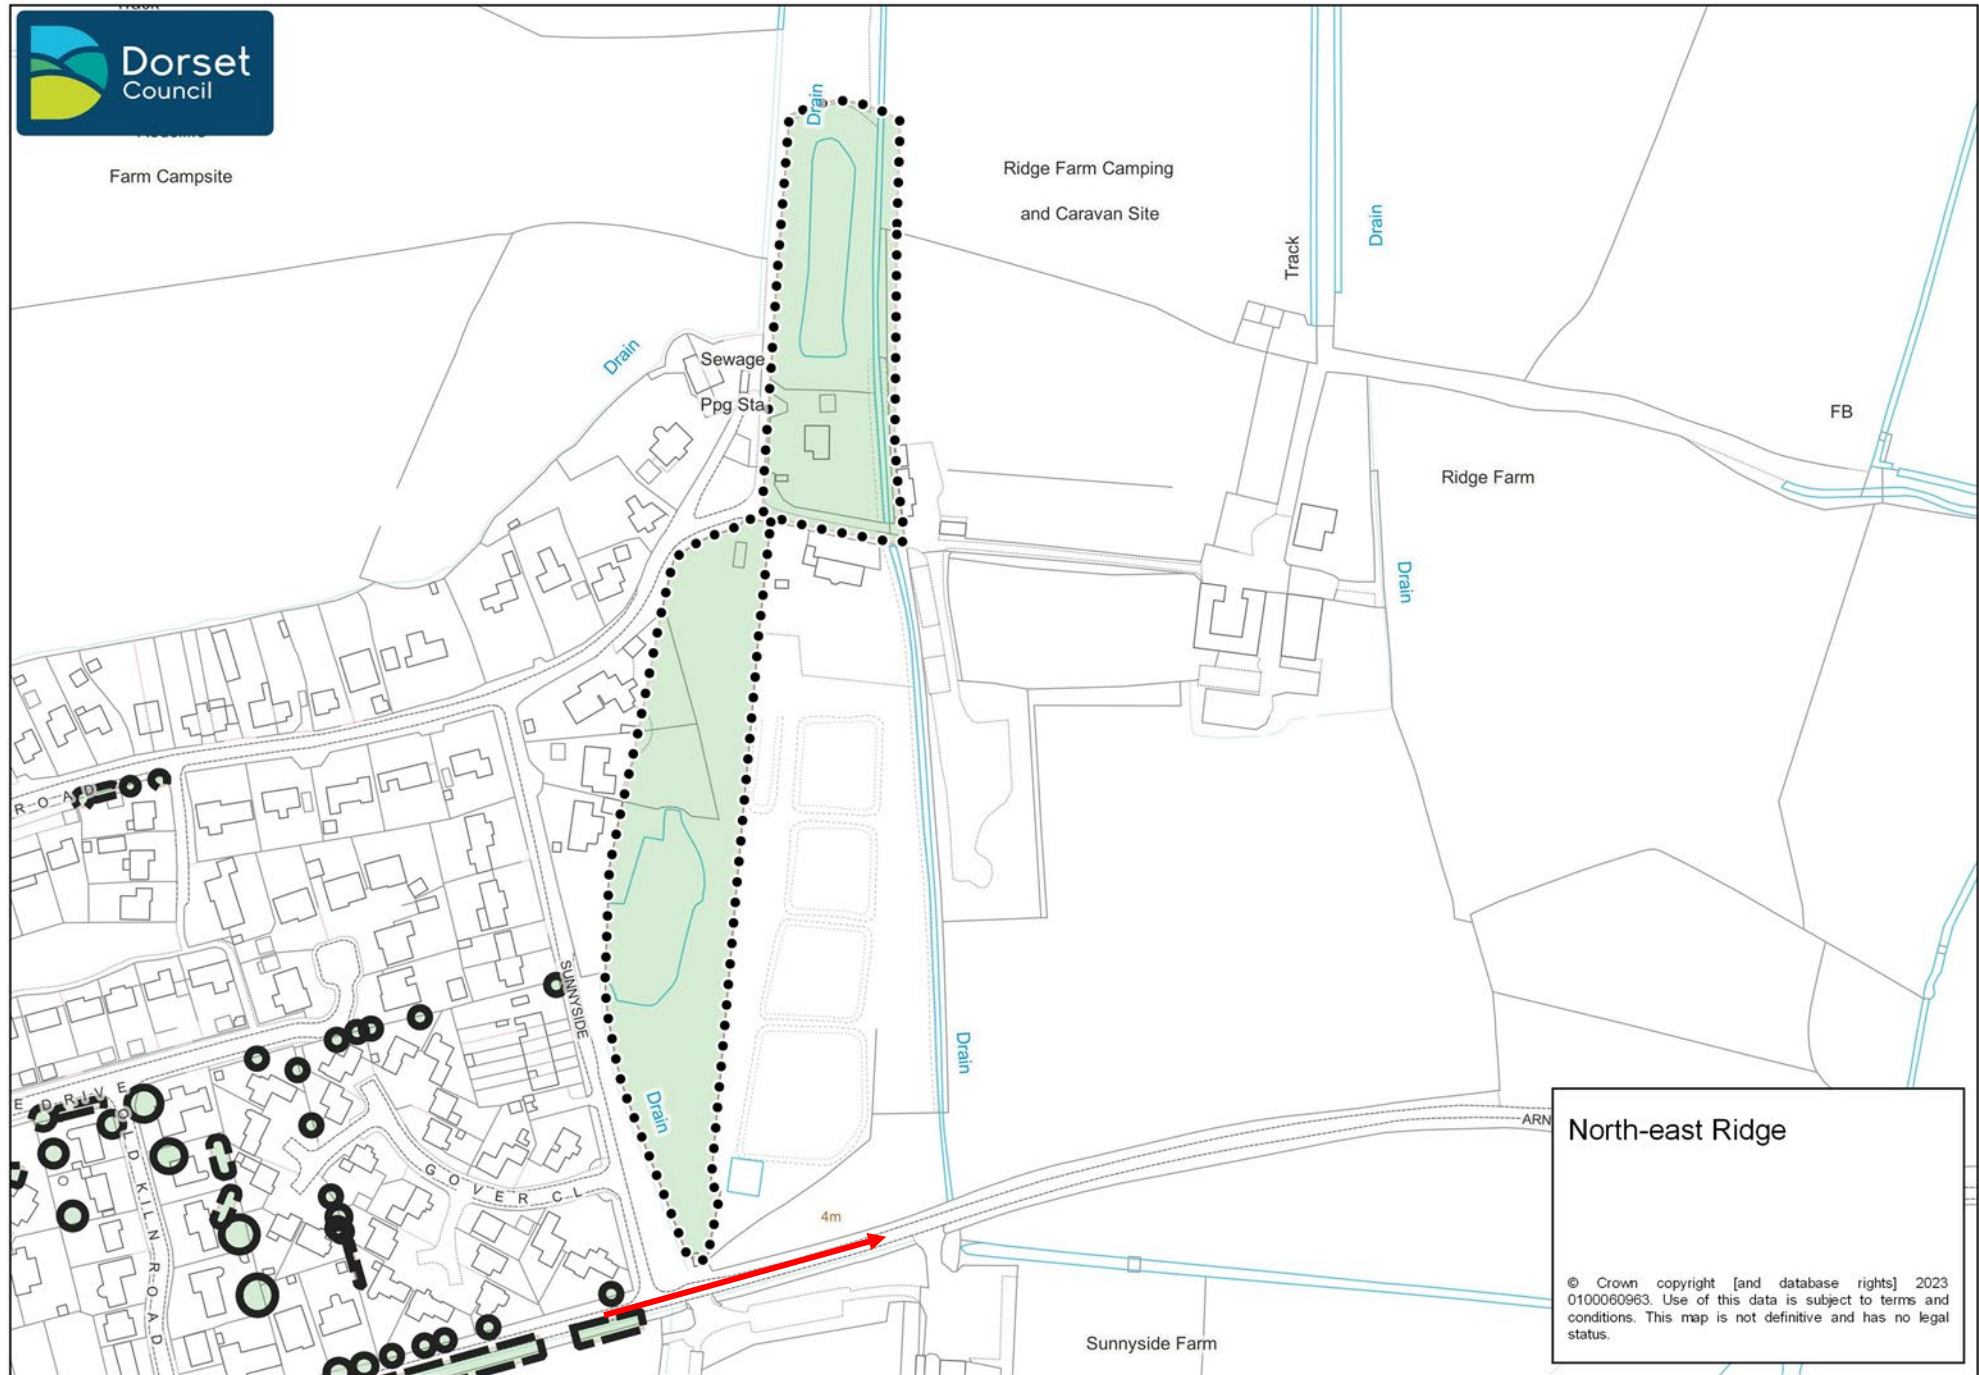 Track
Dorset
Council
Farm Campsite
Drain
Ridge Farm Camping
and Caravan Site
Track
Drain
Drain
Sewage
Ppg Sta
FB
Ridge Farm
Drain
ROAD
SUNNYSIDE
Drain
Drain
E DRIVE
OLD KILN ROAD
GOVER CL
4m
ARN
North-east Ridge
© Crown copyright [and database rights] 2023
0100060963. Use of this data is subject to terms and
conditions. This map is not definitive and has no legal
status.
Sunnyside Farm